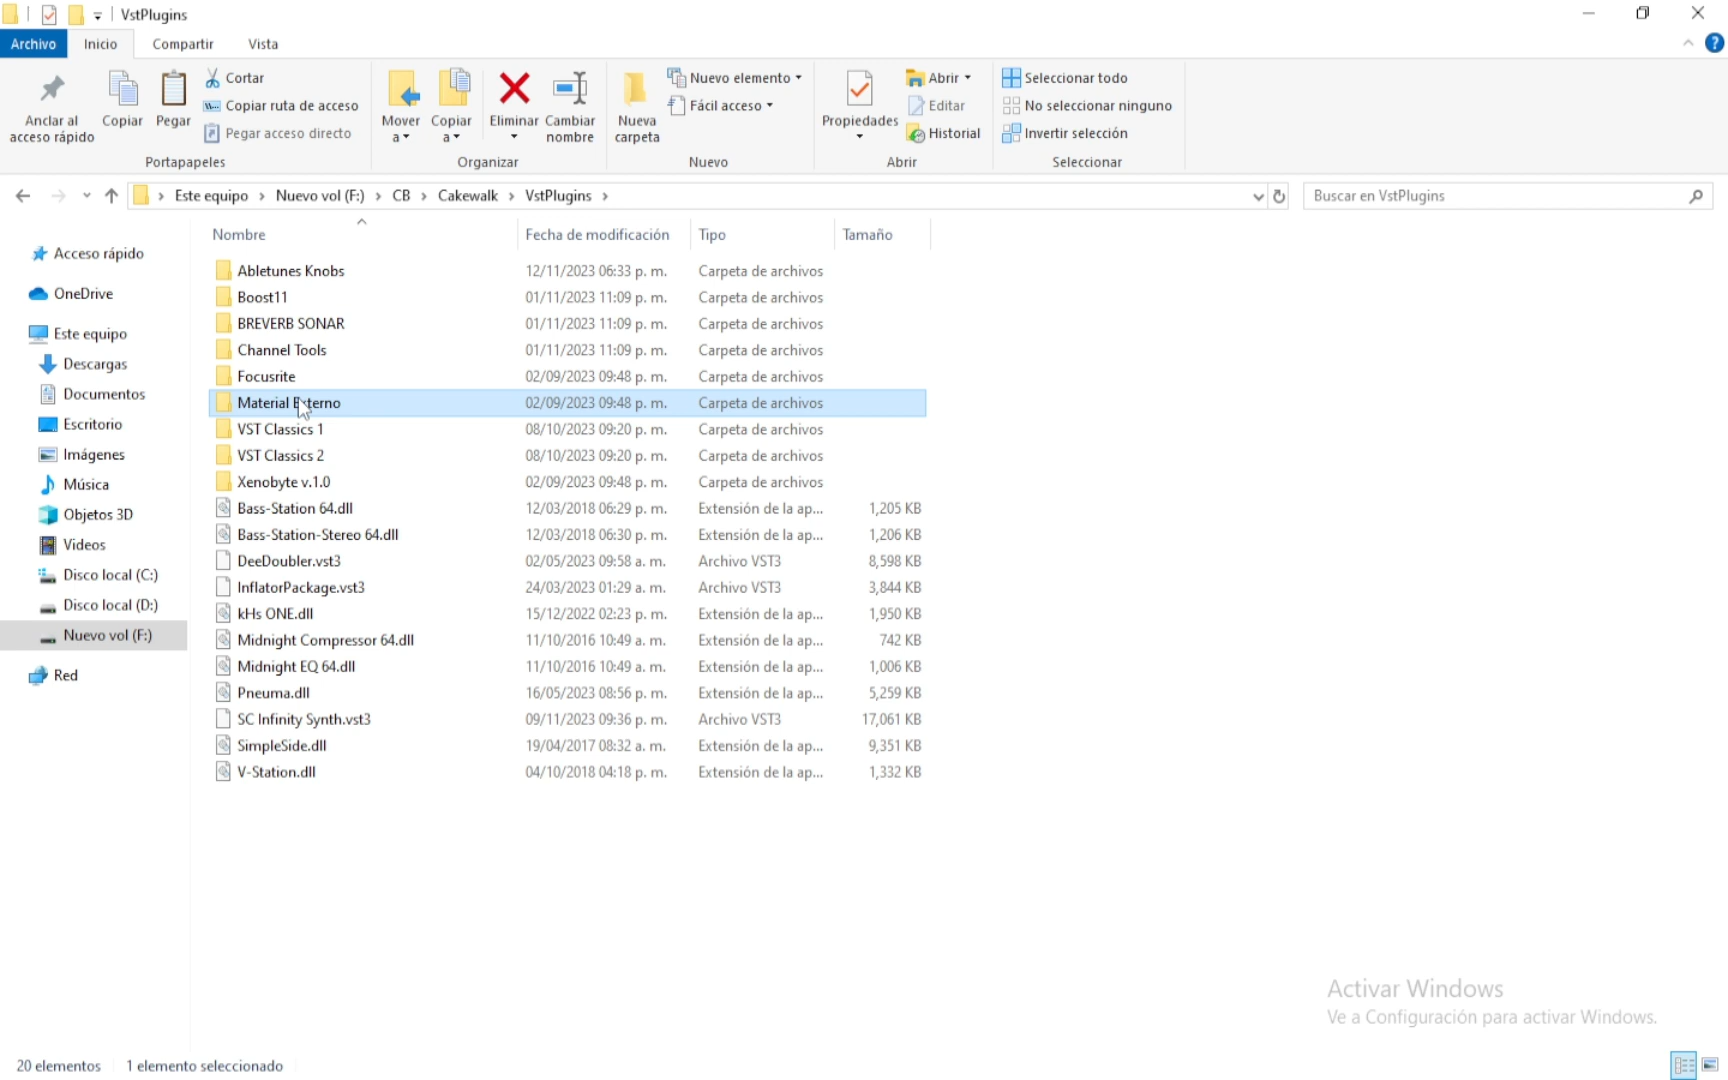 VstPlugins
Archivo Inicio Compartir Vista
Anclar al acceso rápido
Copiar
Pegar
Cortar
Copiar ruta de acceso
Pegar acceso directo
Portapapeles
Mover a
Copiar a
Eliminar
Cambiar nombre
Organizar
Nueva carpeta
Nuevo elemento
Fácil acceso
Nuevo
Propiedades
Abrir
Editar
Historial
Abrir
Seleccionar todo
No seleccionar ninguno
Invertir selección
Seleccionar
Este equipo › Nuevo vol (F:) › CB › Cakewalk › VstPlugins ›
Buscar en VstPlugins
Acceso rápido
OneDrive
Este equipo
Descargas
Documentos
Escritorio
Imágenes
Música
Objetos 3D
Videos
Disco local (C:)
Disco local (D:)
Nuevo vol (F:)
Red
Nombre Fecha de modificación Tipo Tamaño
Abletunes Knobs 12/11/2023 06:33 p. m. Carpeta de archivos
Boost11 01/11/2023 11:09 p. m. Carpeta de archivos
BREVERB SONAR 01/11/2023 11:09 p. m. Carpeta de archivos
Channel Tools 01/11/2023 11:09 p. m. Carpeta de archivos
Focusrite 02/09/2023 09:48 p. m. Carpeta de archivos
Material Externo 02/09/2023 09:48 p. m. Carpeta de archivos
VST Classics 1 08/10/2023 09:20 p. m. Carpeta de archivos
VST Classics 2 08/10/2023 09:20 p. m. Carpeta de archivos
Xenobyte v.1.0 02/09/2023 09:48 p. m. Carpeta de archivos
Bass-Station 64.dll 12/03/2018 06:29 p. m. Extensión de la ap... 1,205 KB
Bass-Station-Stereo 64.dll 12/03/2018 06:30 p. m. Extensión de la ap... 1,206 KB
DeeDoubler.vst3 02/05/2023 09:58 a. m. Archivo VST3 8,598 KB
InflatorPackage.vst3 24/03/2023 01:29 a. m. Archivo VST3 3,844 KB
kHs ONE.dll 15/12/2022 02:23 p. m. Extensión de la ap... 1,950 KB
Midnight Compressor 64.dll 11/10/2016 10:49 a. m. Extensión de la ap... 742 KB
Midnight EQ 64.dll 11/10/2016 10:49 a. m. Extensión de la ap... 1,006 KB
Pneuma.dll 16/05/2023 08:56 p. m. Extensión de la ap... 5,259 KB
SC Infinity Synth.vst3 09/11/2023 09:36 p. m. Archivo VST3 17,061 KB
SimpleSide.dll 19/04/2017 08:32 a. m. Extensión de la ap... 9,351 KB
V-Station.dll 04/10/2018 04:18 p. m. Extensión de la ap... 1,332 KB
Activar Windows
Ve a Configuración para activar Windows.
20 elementos 1 elemento seleccionado